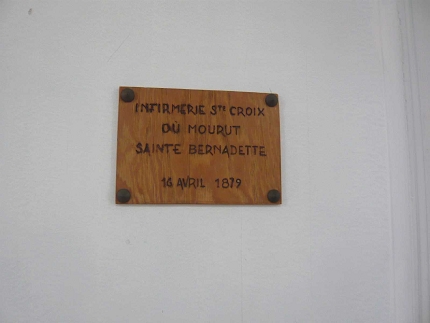 INFIRMERIE STE CROIX
OÙ MOURUT
SAINTE BERNADETTE
16 AVRIL 1879